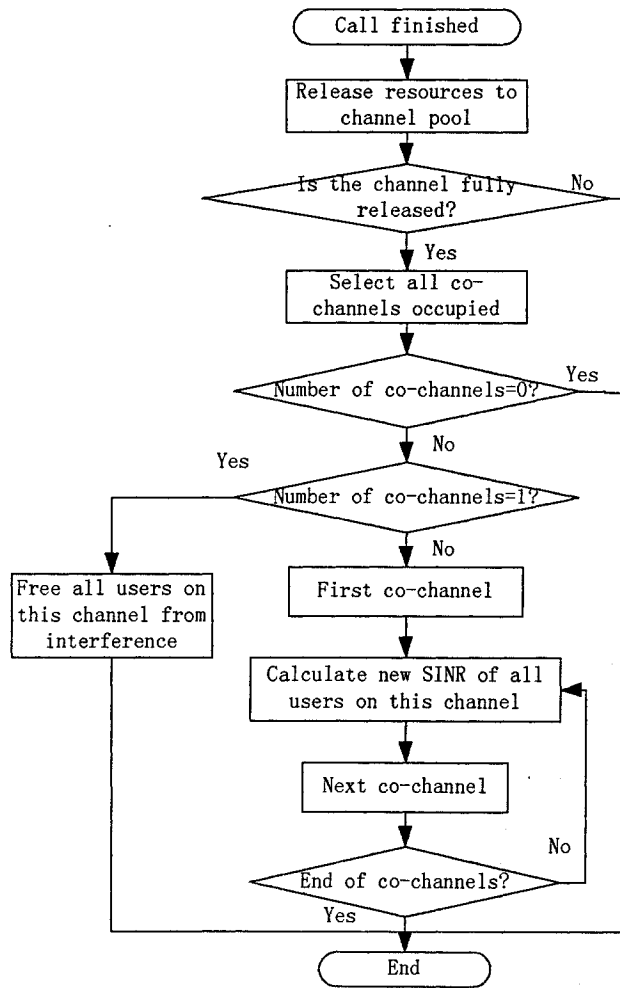 Call finished
Release resources to
channel pool
Is the channel fully
released?
No
Yes
Select all co-
channels occupied
Number of co-channels=0?
Yes
No
Yes
Number of co-channels=1?
No
Free all users on
this channel from
interference
First co-channel
Calculate new SINR of all
users on this channel
Next co-channel
No
End of co-channels?
Yes
End